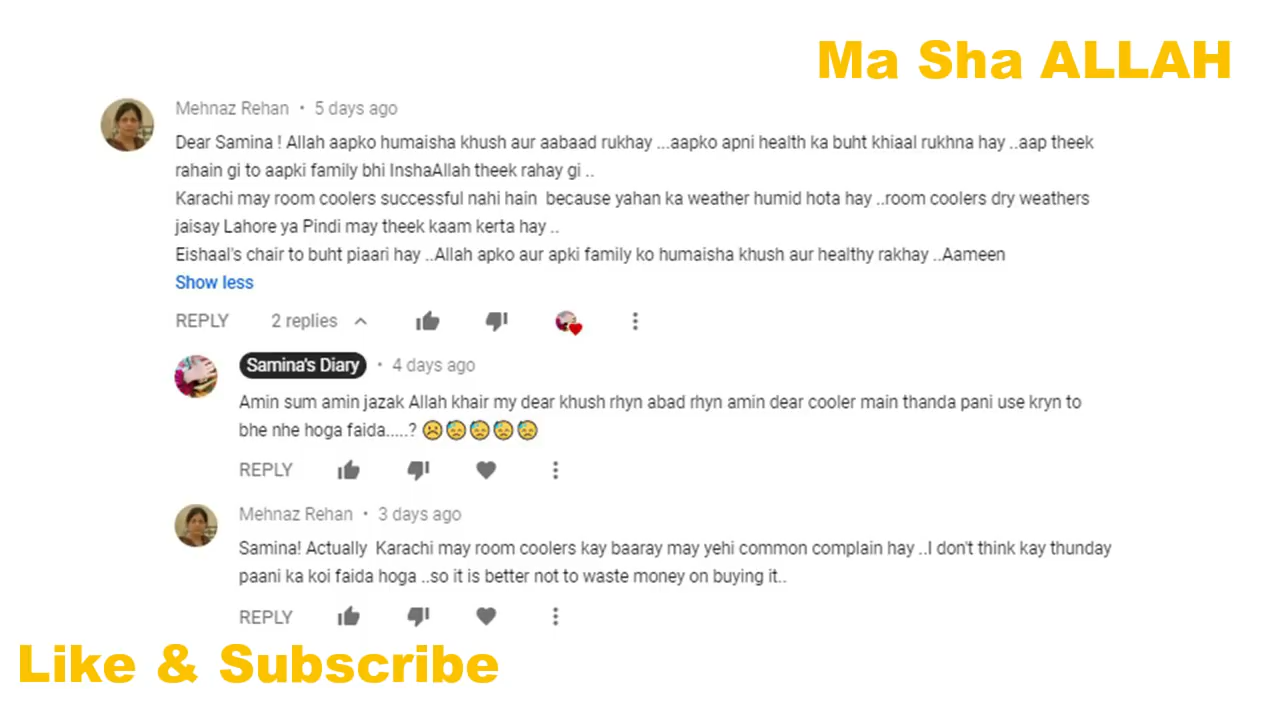 Ma Sha ALLAH
Mehnaz Rehan • 5 days ago
Dear Samina ! Allah aapko humaisha khush aur aabaad rukhay ...aapko apni health ka buht khiaal rukhna hay ..aap theek
rahain gi to aapki family bhi InshaAllah theek rahay gi ..
Karachi may room coolers successful nahi hain because yahan ka weather humid hota hay ..room coolers dry weathers
jaisay Lahore ya Pindi may theek kaam kerta hay ..
Eishaal's chair to buht piaari hay ..Allah apko aur apki family ko humaisha khush aur healthy rakhay ..Aameen
Show less
REPLY 2 replies
Samina's Diary • 4 days ago
Amin sum amin jazak Allah khair my dear khush rhyn abad rhyn amin dear cooler main thanda pani use kryn to
bhe nhe hoga faida.....? ☹️😓😓😓😓
REPLY
Mehnaz Rehan • 3 days ago
Samina! Actually Karachi may room coolers kay baaray may yehi common complain hay ..I don't think kay thunday
paani ka koi faida hoga ..so it is better not to waste money on buying it..
REPLY
Like & Subscribe